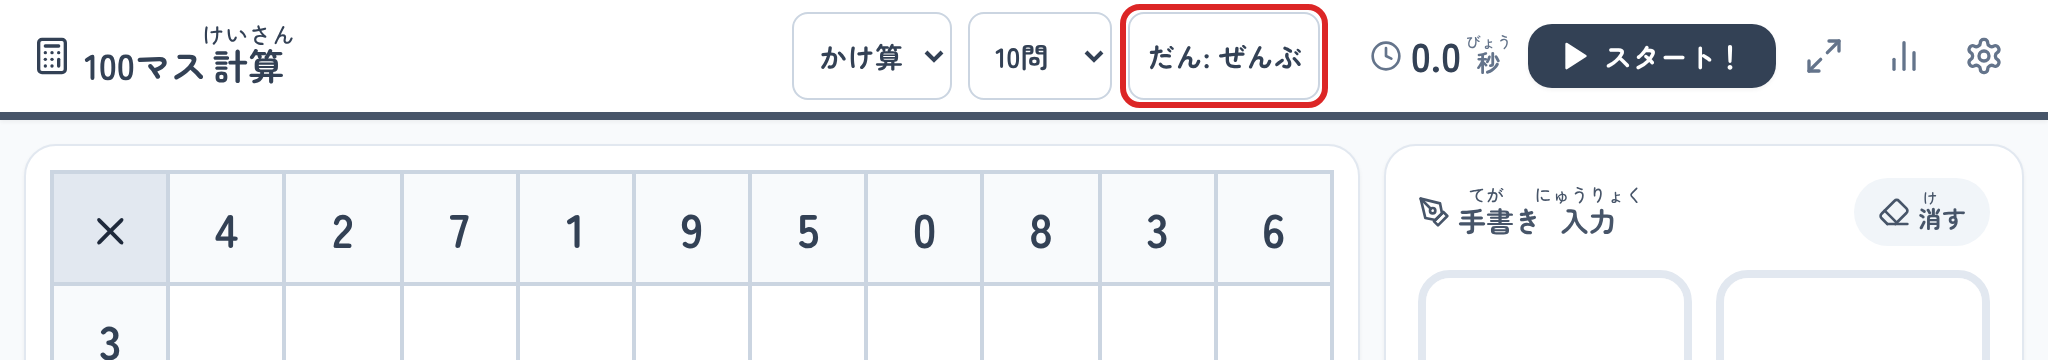 100マス計算
けいさん
かけ算
10問
だん: ぜんぶ
0.0秒
びょう
スタート！
× 4 2 7 1 9 5 0 8 3 6
3
手書き 入力
てが にゅうりょく
消す
け